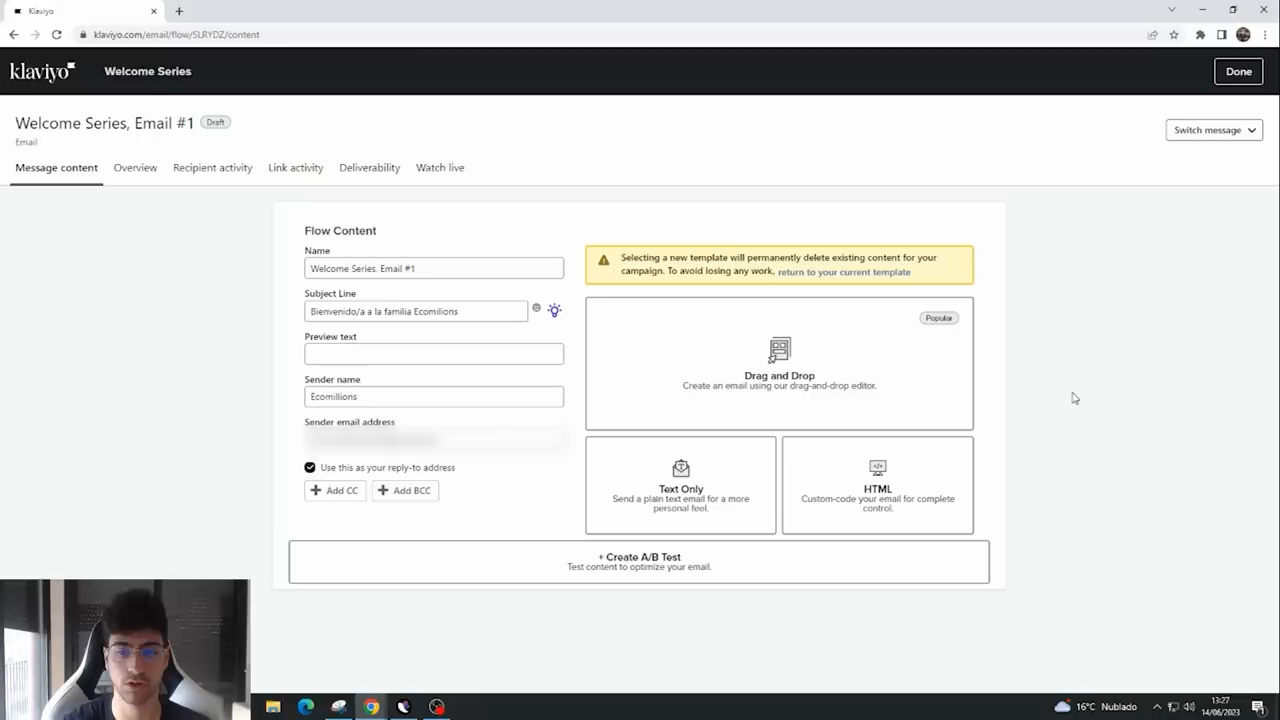 Klaviyo
klaviyo.com/email/flow/SLRYDZ/content
klaviyo
Welcome Series
Done
Welcome Series, Email #1
Draft
Email
Switch message
Message content
Overview
Recipient activity
Link activity
Deliverability
Watch live
Flow Content
Name
Welcome Series, Email #1
Subject Line
Bienvenido/a a la familia Ecomilions
Preview text
Sender name
Ecomillions
Sender email address
Use this as your reply-to address
+ Add CC
+ Add BCC
Selecting a new template will permanently delete existing content for your
campaign. To avoid losing any work, return to your current template
Popular
Drag and Drop
Create an email using our drag-and-drop editor.
Text Only
Send a plain text email for a more
personal feel.
HTML
Custom-code your email for complete
control.
+ Create A/B Test
Test content to optimize your email.
16°C Nublado
13:27
14/06/2023